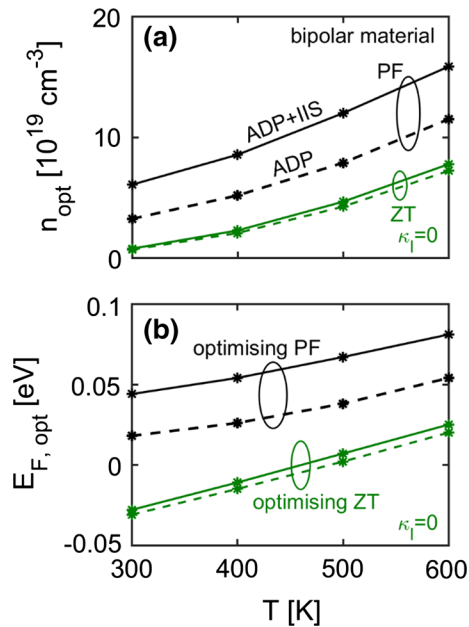 (a)
bipolar material
PF
ADP+IIS
ADP
ZT
κ_l=0
n_opt [10^19 cm^-3]
20
10
0
(b)
optimising PF
optimising ZT
κ_l=0
E_F, opt [eV]
0.1
0.05
0
-0.05
300
400
500
600
T [K]